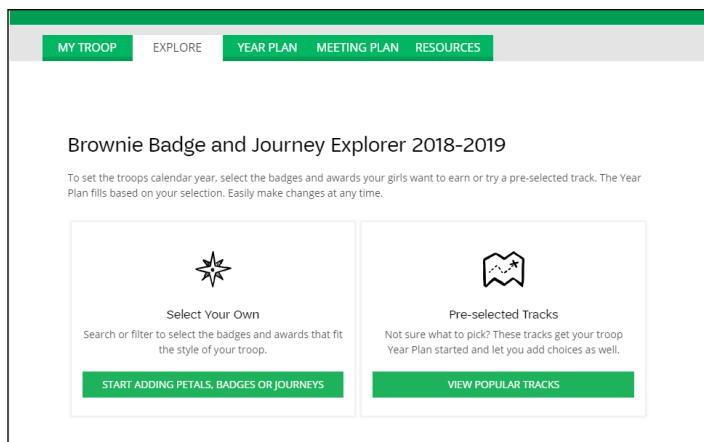 MY TROOP EXPLORE YEAR PLAN MEETING PLAN RESOURCES
Brownie Badge and Journey Explorer 2018-2019
To set the troops calendar year, select the badges and awards your girls want to earn or try a pre-selected track. The Year
Plan fills based on your selection. Easily make changes at any time.
Select Your Own
Search or filter to select the badges and awards that fit
the style of your troop.
START ADDING PETALS, BADGES OR JOURNEYS
Pre-selected Tracks
Not sure what to pick? These tracks get your troop
Year Plan started and let you add choices as well.
VIEW POPULAR TRACKS